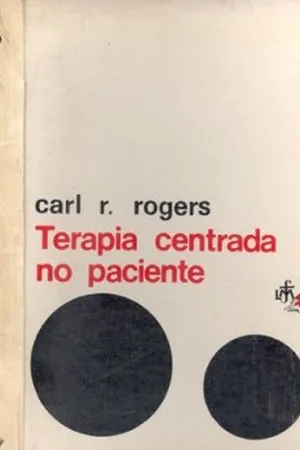 carl r. rogers
Terapia centrada
no paciente